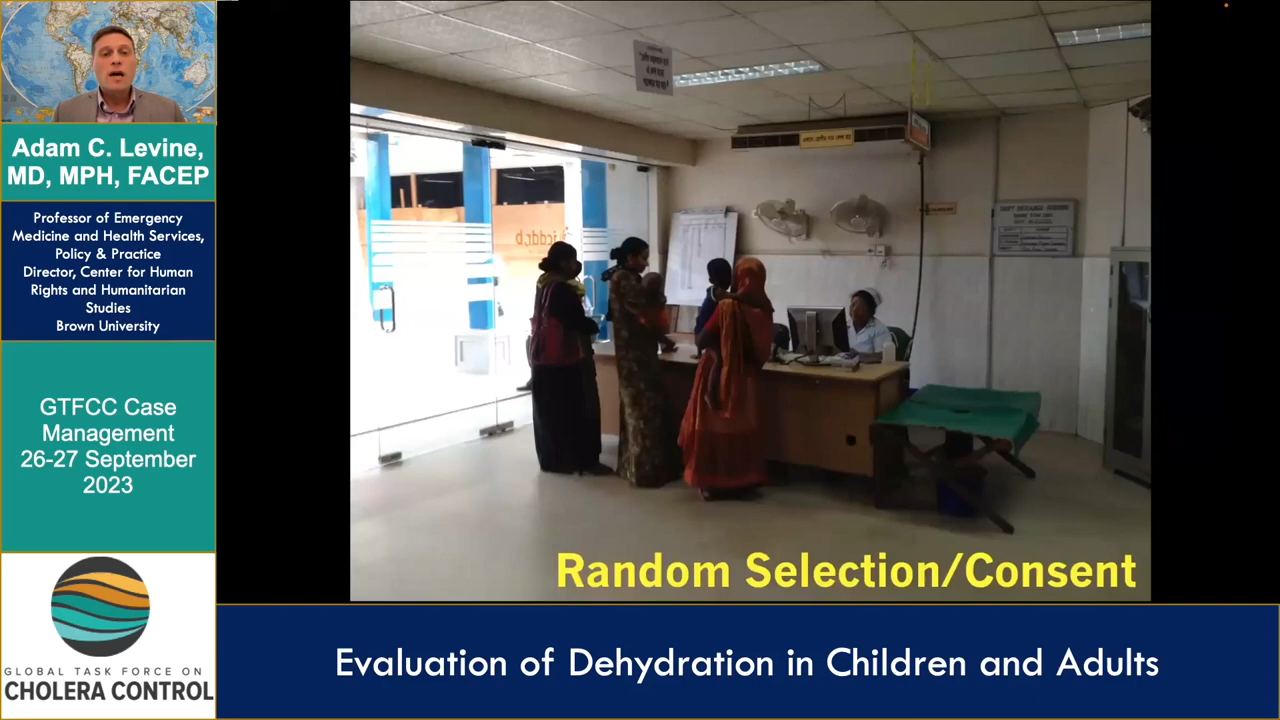 Adam C. Levine,
MD, MPH, FACEP
Professor of Emergency
Medicine and Health Services,
Policy & Practice
Director, Center for Human
Rights and Humanitarian
Studies
Brown University
GTFCC Case
Management
26-27 September
2023
GLOBAL TASK FORCE ON
CHOLERA CONTROL
icddr,b
Random Selection/Consent
Evaluation of Dehydration in Children and Adults